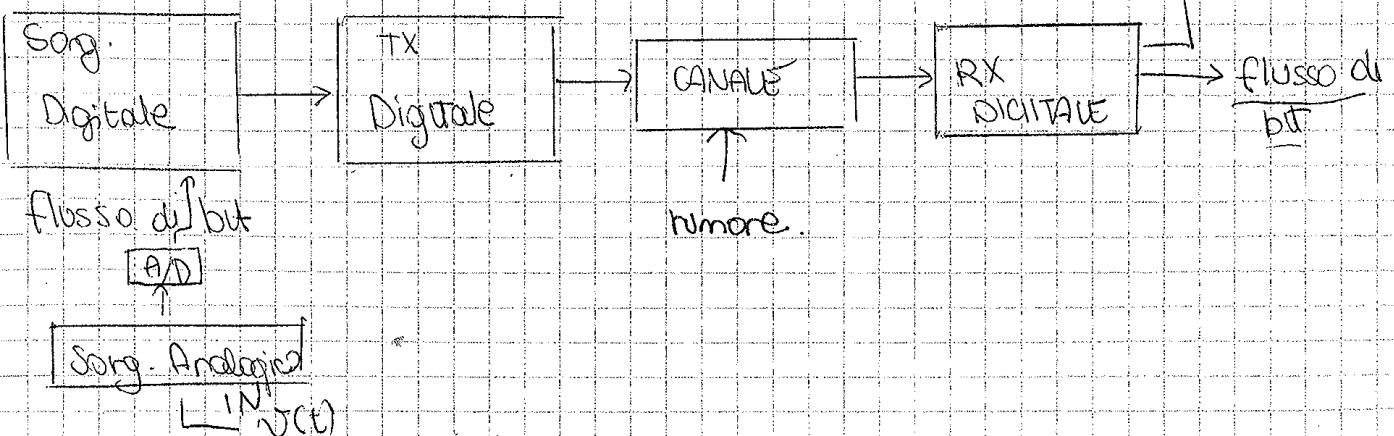 Sorg.
Digitale
TX
Digitale
CANALE
RX
DIGITALE
flusso di
bit
flusso di bit
rumore.
A/D
Sorg. Analogica
IN
v(t)